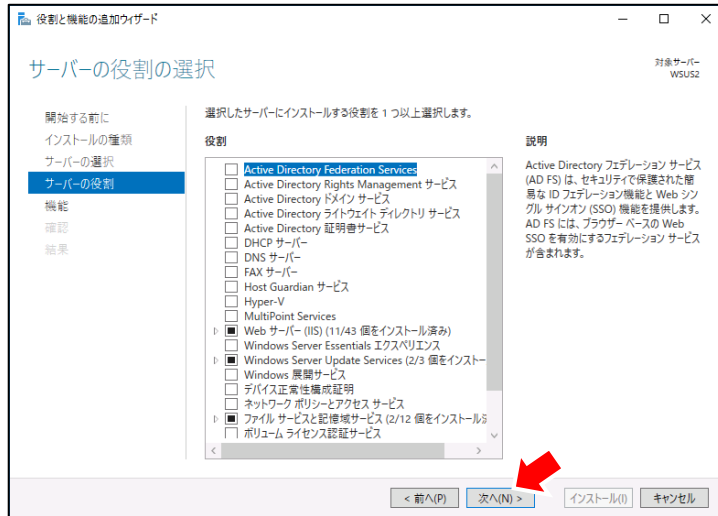 役割と機能の追加ウィザード
サーバーの役割の選択
対象サーバー
WSUS2
開始する前に
インストールの種類
サーバーの選択
サーバーの役割
機能
確認
結果
選択したサーバーにインストールする役割を 1 つ以上選択します。
役割
Active Directory Federation Services
Active Directory Rights Management サービス
Active Directory ドメイン サービス
Active Directory ライトウェイト ディレクトリ サービス
Active Directory 証明書サービス
DHCP サーバー
DNS サーバー
FAX サーバー
Host Guardian サービス
Hyper-V
MultiPoint Services
Web サーバー (IIS) (11/43 個をインストール済み)
Windows Server Essentials エクスペリエンス
Windows Server Update Services (2/3 個をインストー
Windows 展開サービス
デバイス正常性構成証明
ネットワーク ポリシーとアクセス サービス
ファイル サービスと記憶域サービス (2/12 個をインストール
ボリューム ライセンス認証サービス
説明
Active Directory フェデレーション サービス
(AD FS) は、セキュリティで保護された簡
易な ID フェデレーション機能と Web シン
グル サインオン (SSO) 機能を提供します。
AD FS には、ブラウザー ベースの Web
SSO を有効にするフェデレーション サービス
が含まれます。
< 前へ(P)
次へ(N) >
インストール(I)
キャンセル